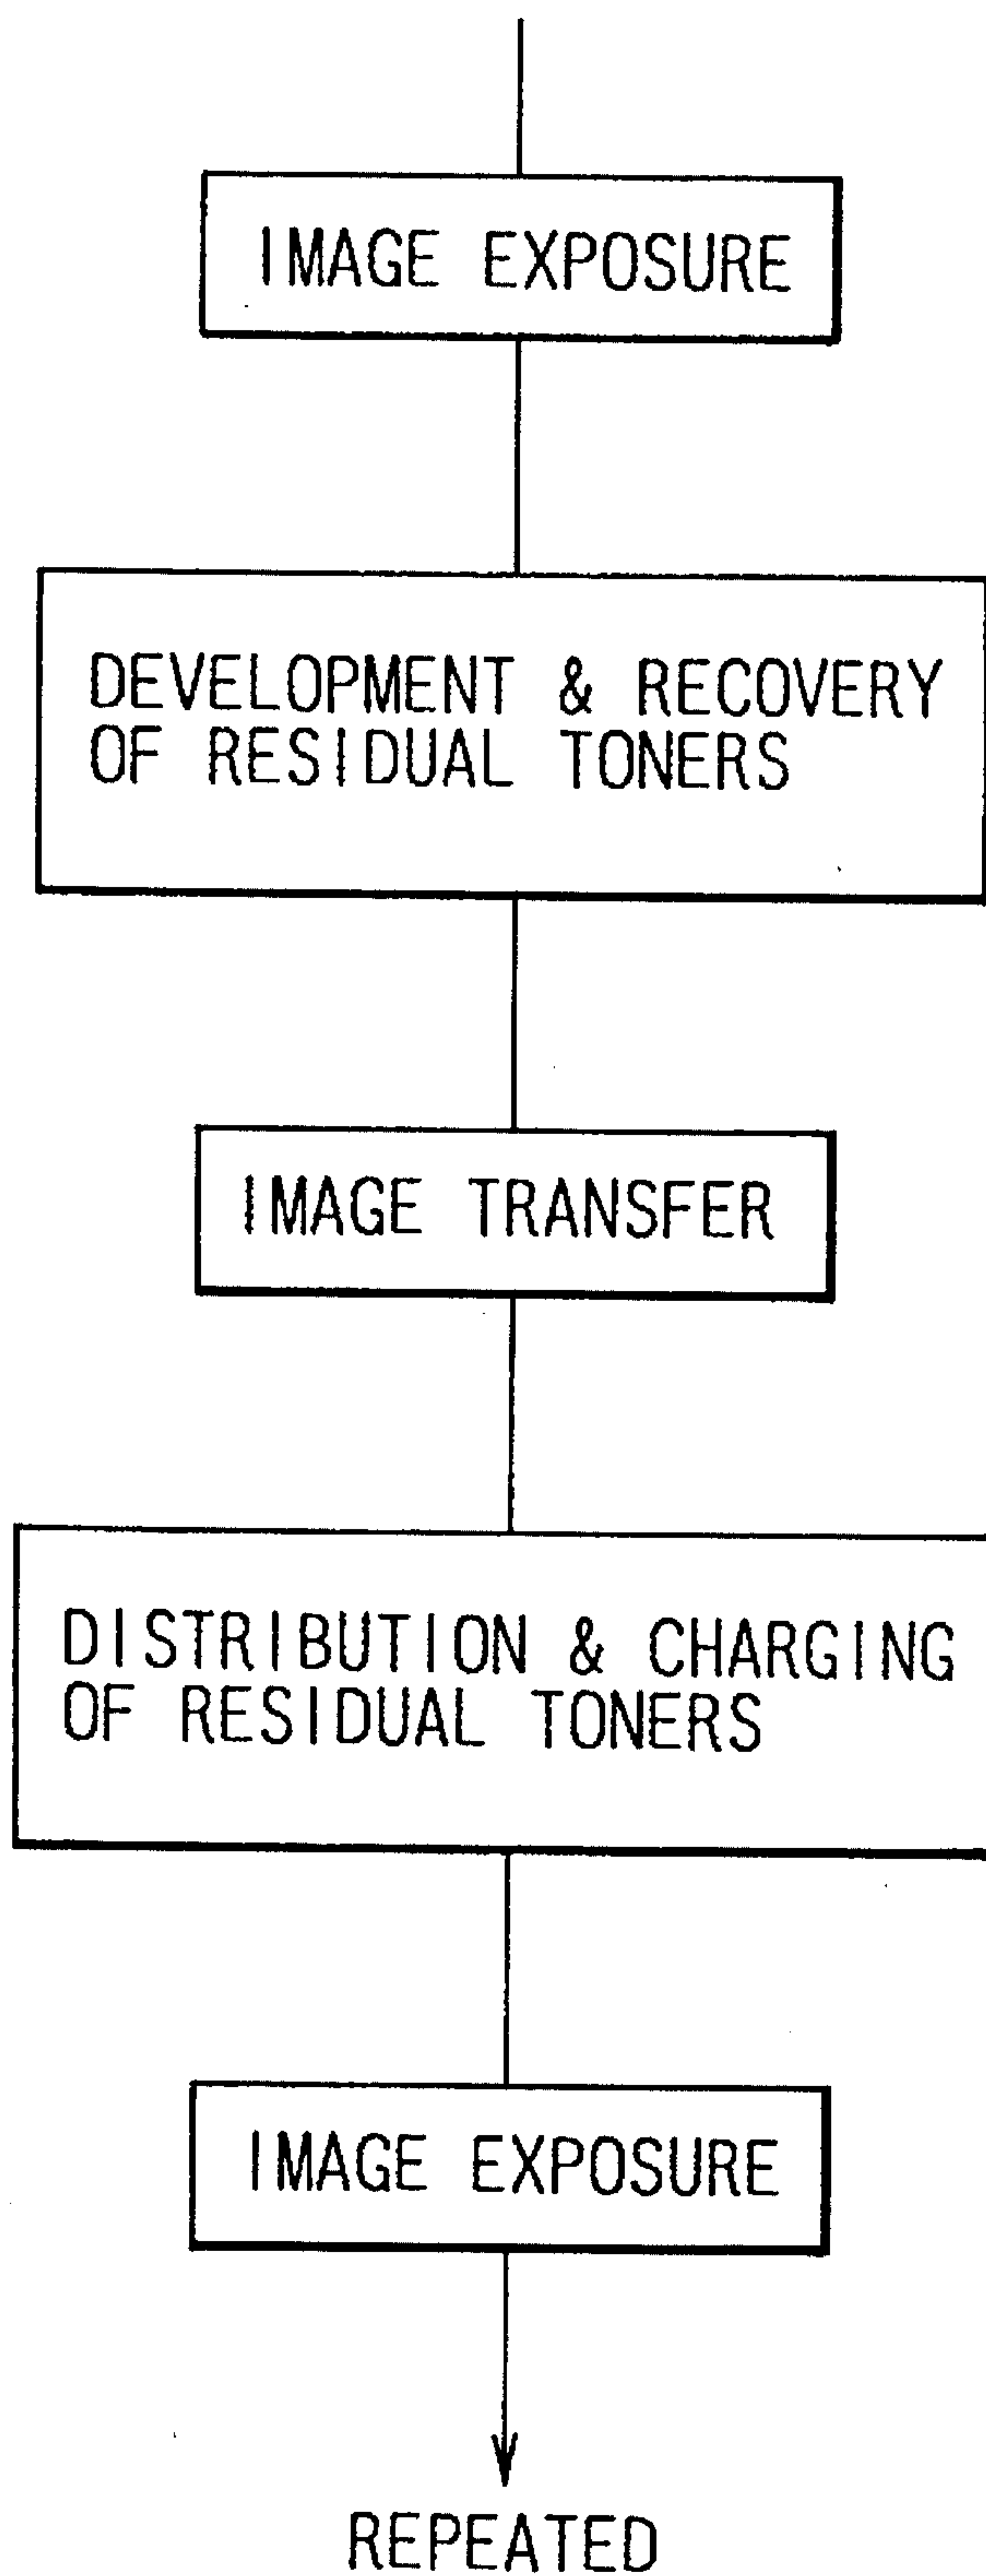 IMAGE EXPOSURE
DEVELOPMENT & RECOVERY
OF RESIDUAL TONERS
IMAGE TRANSFER
DISTRIBUTION & CHARGING
OF RESIDUAL TONERS
IMAGE EXPOSURE
REPEATED